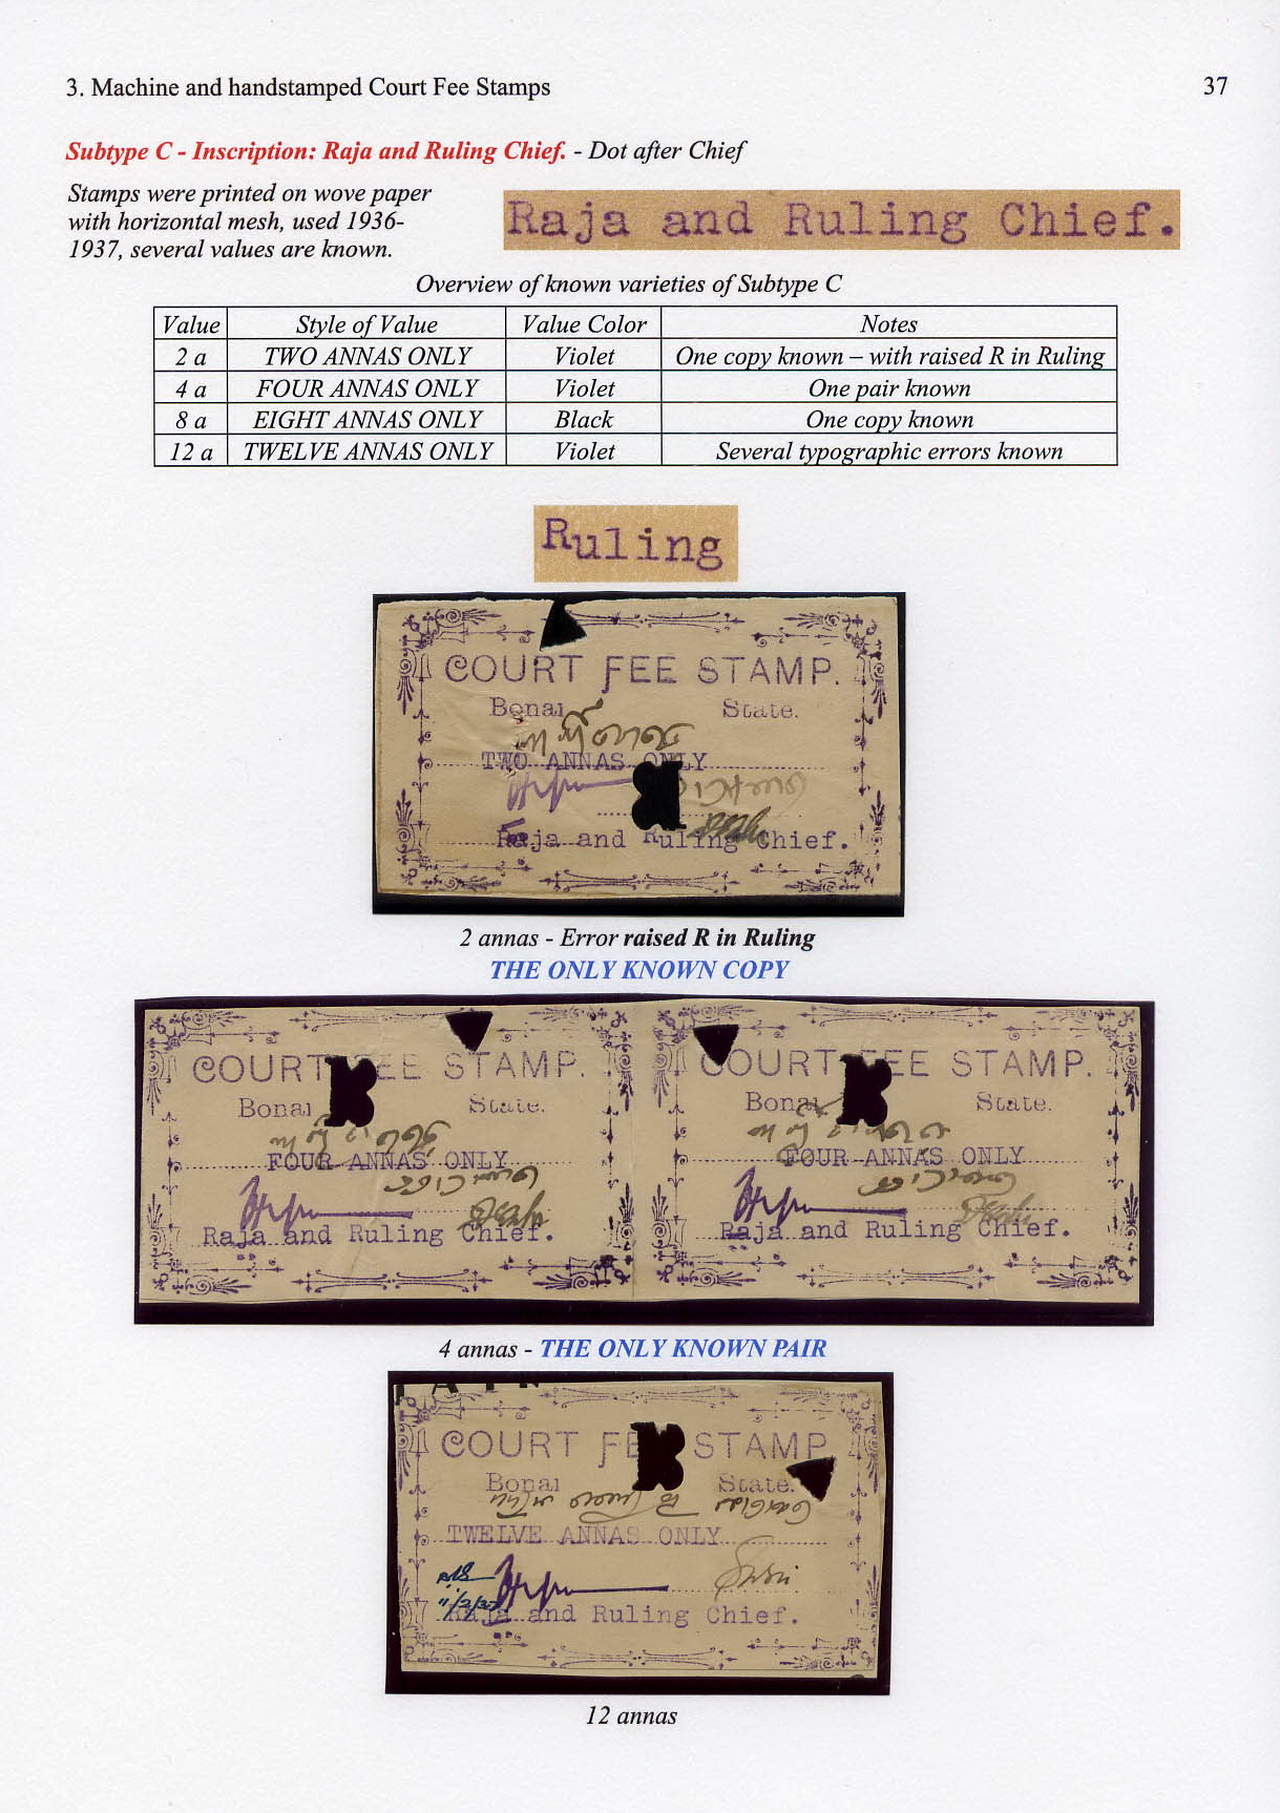 3. Machine and handstamped Court Fee Stamps 37
Subtype C - Inscription: Raja and Ruling Chief. - Dot after Chief
Stamps were printed on wove paper
with horizontal mesh, used 1936-
1937, several values are known.
Raja and Ruling Chief.
Overview of known varieties of Subtype C
Value Style of Value Value Color Notes
2 a TWO ANNAS ONLY Violet One copy known – with raised R in Ruling
4 a FOUR ANNAS ONLY Violet One pair known
8 a EIGHT ANNAS ONLY Black One copy known
12 a TWELVE ANNAS ONLY Violet Several typographic errors known
Ruling
COURT FEE STAMP.
Bonai State.
TWO ANNAS ONLY
Raja and Ruling Chief.
2 annas - Error raised R in Ruling
THE ONLY KNOWN COPY
COURT FEE STAMP. COURT FEE STAMP.
Bonai State. Bonai State.
FOUR ANNAS ONLY FOUR ANNAS ONLY
Raja and Ruling Chief. Raja and Ruling Chief.
4 annas - THE ONLY KNOWN PAIR
COURT FEE STAMP
Bonai State.
TWELVE ANNAS ONLY
11/2/37
Raja and Ruling Chief.
12 annas